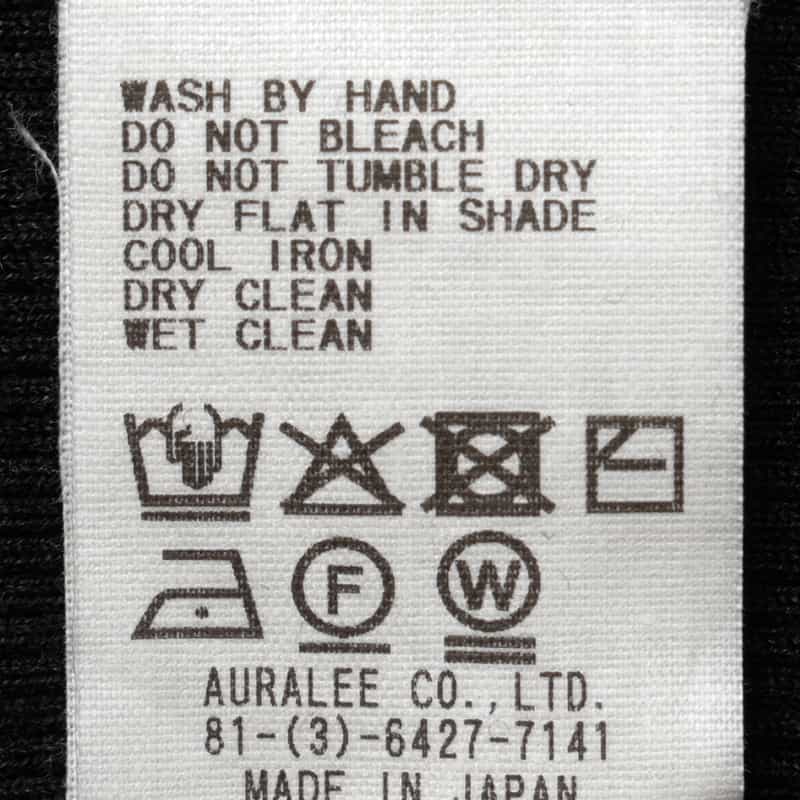 WASH BY HAND
DO NOT BLEACH
DO NOT TUMBLE DRY
DRY FLAT IN SHADE
COOL IRON
DRY CLEAN
WET CLEAN
F W
AURALEE CO.,LTD.
81-(3)-6427-7141
MADE IN JAPAN